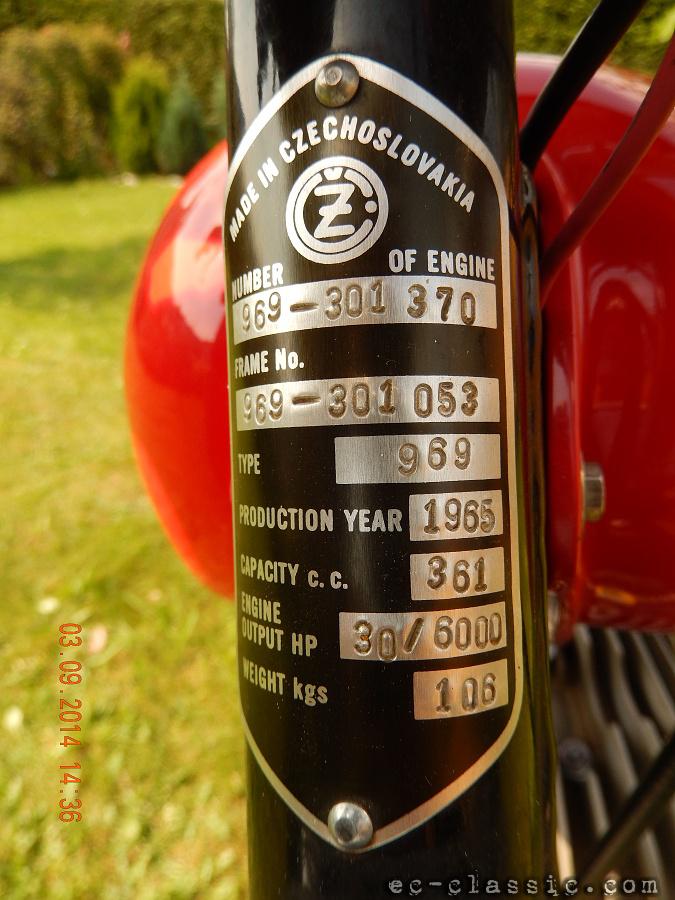 MADE IN CZECHOSLOVAKIA
ČZ
NUMBER OF ENGINE
969-301 370
FRAME No.
969-301 053
TYPE 969
PRODUCTION YEAR 1965
CAPACITY c. c. 361
ENGINE
OUTPUT HP 30/6000
WEIGHT kgs 106
03.09.2014 14:36
ec-classic.com